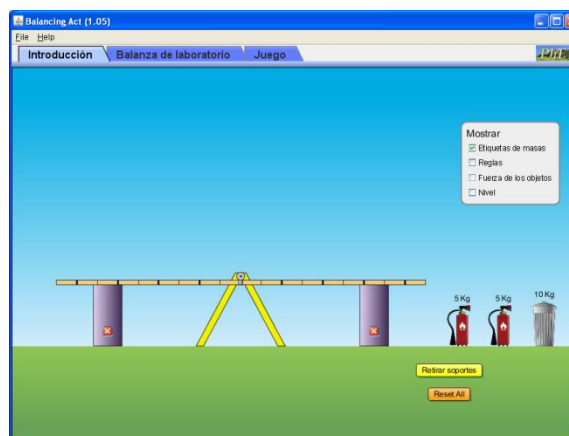 Balancing Act (1.05)
File Help
Introducción Balanza de laboratorio Juego
Mostrar
Etiquetas de masas
Reglas
Fuerza de los objetos
Nivel
5 Kg 5 Kg 10 Kg
Retirar soportes
Reset All